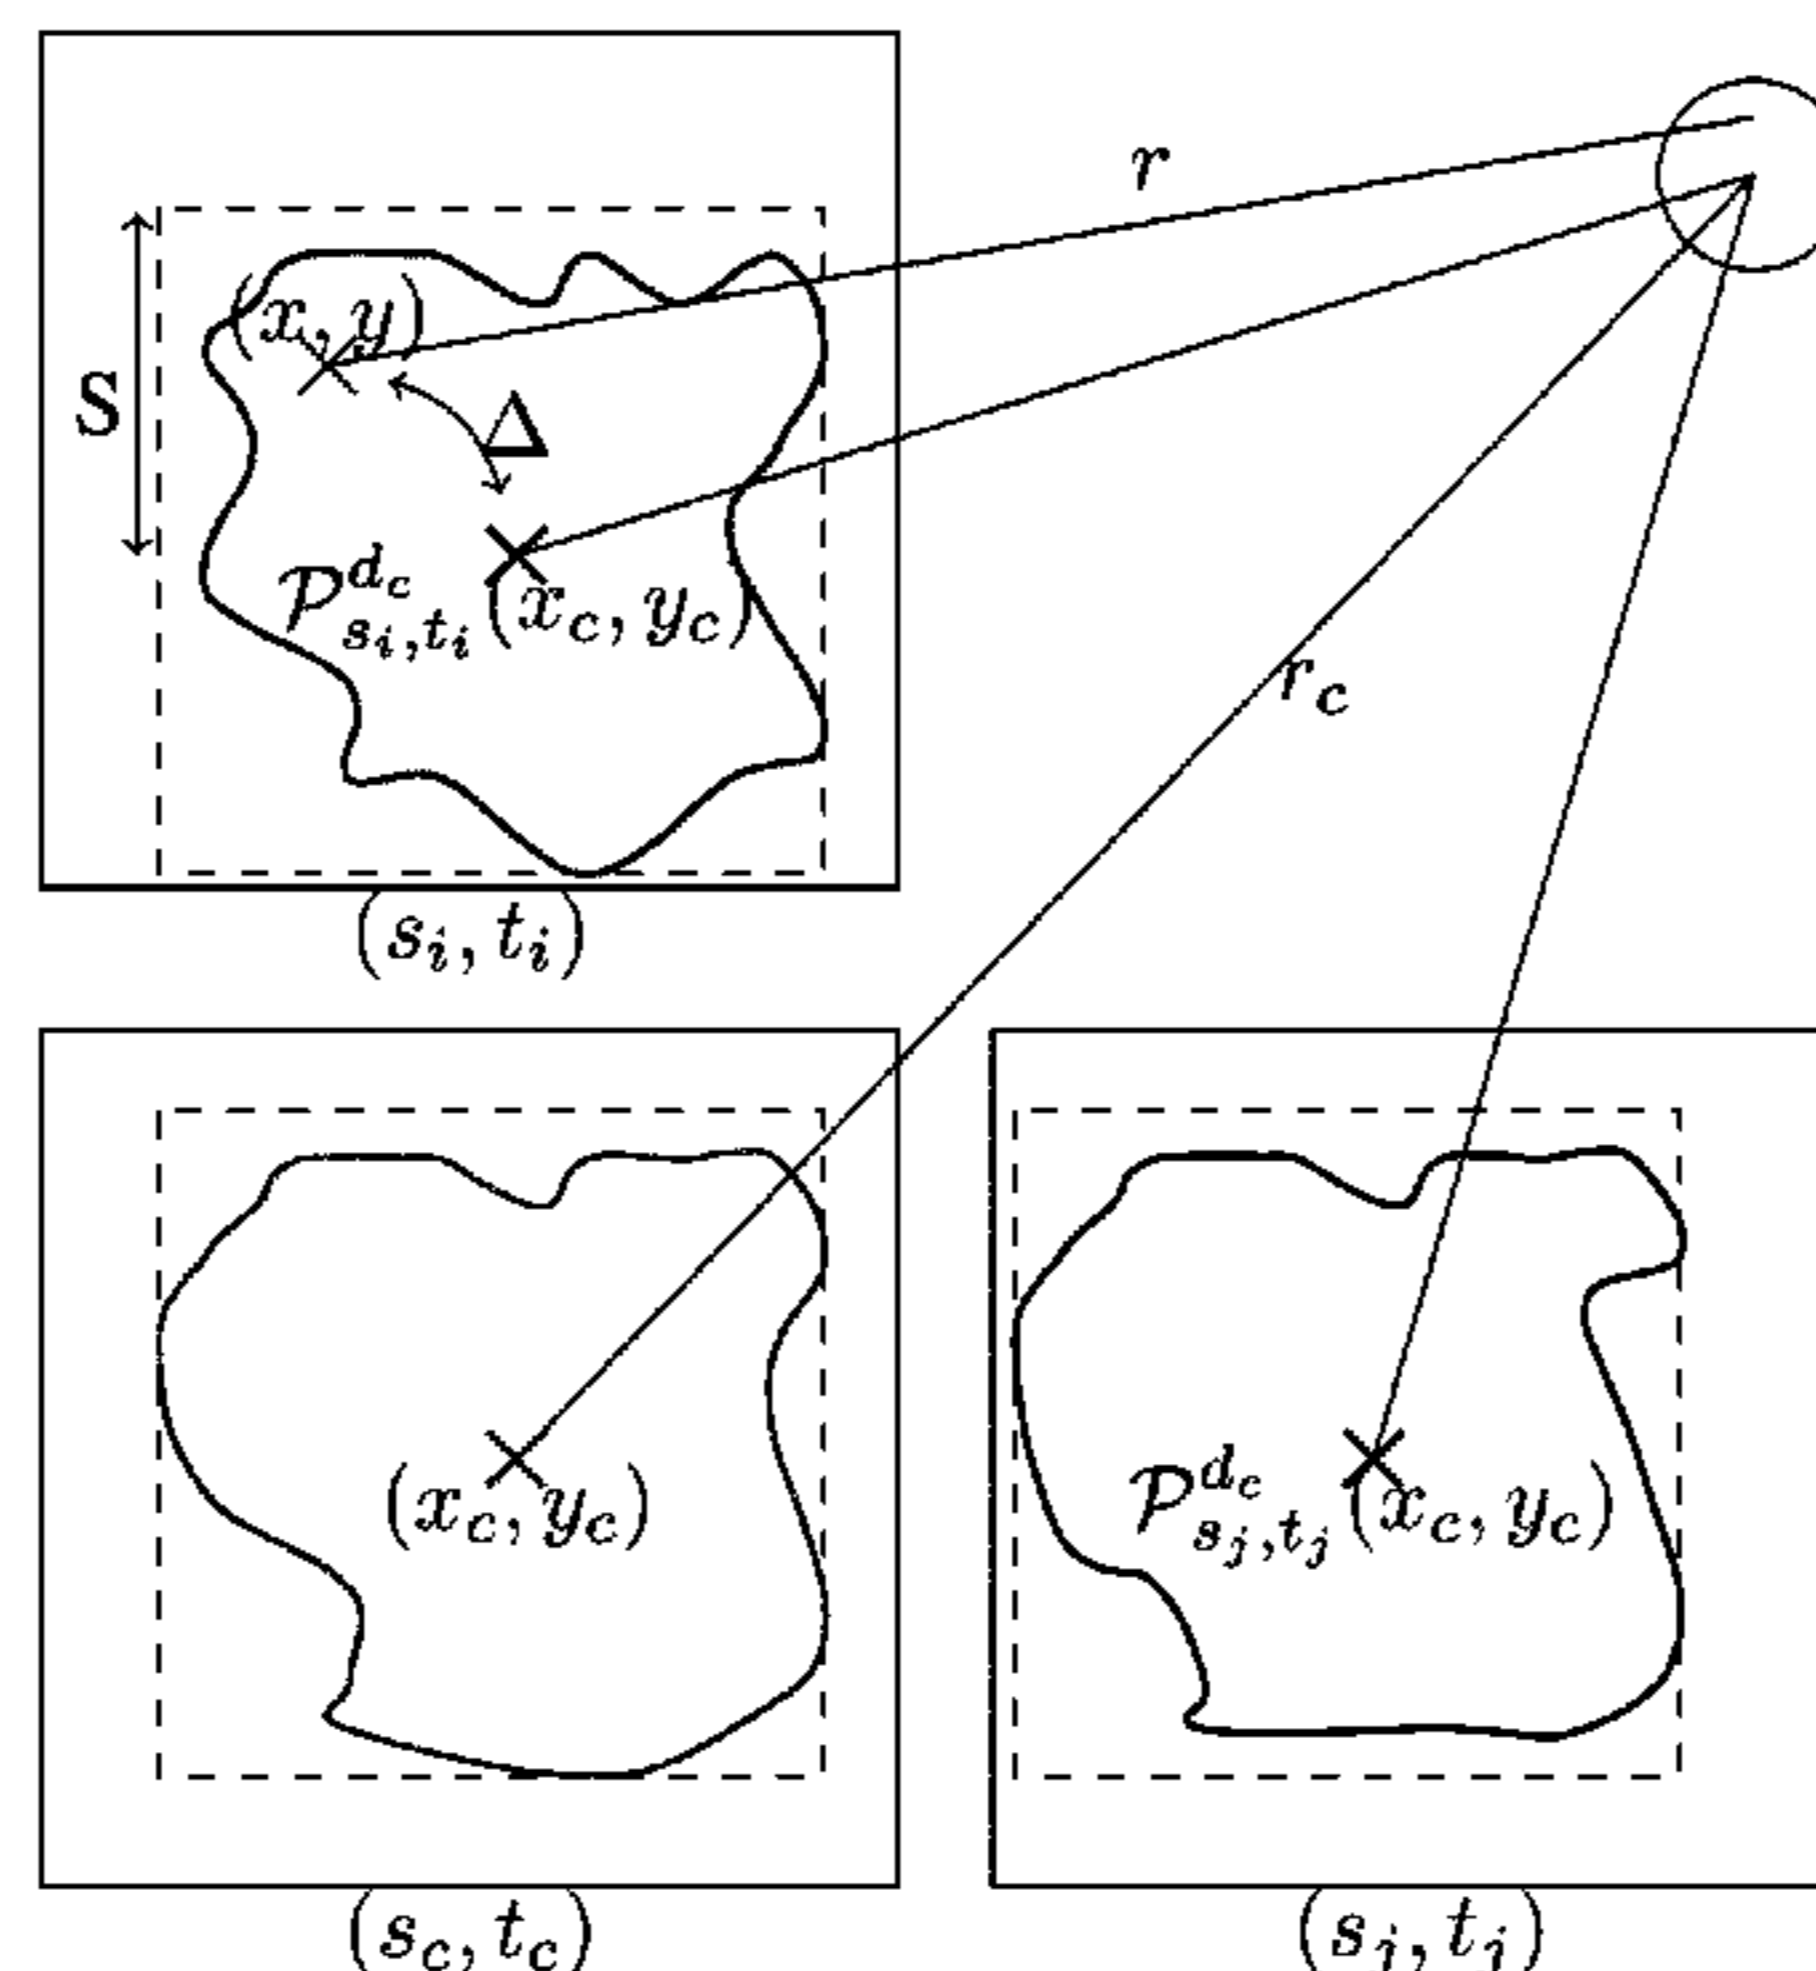 r
(x, y)
S
Δ
𝒫^{d_c}_{s_i,t_i}(x_c, y_c)
r_c
(s_i, t_i)
(x_c, y_c)
𝒫^{d_c}_{s_j,t_j}(x_c, y_c)
(s_c, t_c)
(s_j, t_j)